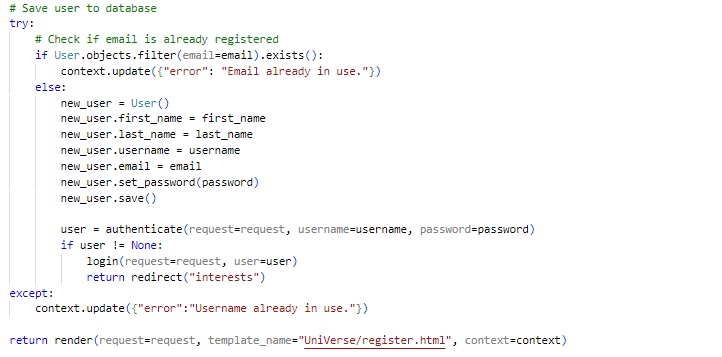 # Save user to database
try:
    # Check if email is already registered
    if User.objects.filter(email=email).exists():
        context.update({"error": "Email already in use."})
    else:
        new_user = User()
        new_user.first_name = first_name
        new_user.last_name = last_name
        new_user.username = username
        new_user.email = email
        new_user.set_password(password)
        new_user.save()

        user = authenticate(request=request, username=username, password=password)
        if user != None:
            login(request=request, user=user)
            return redirect("interests")
except:
    context.update({"error":"Username already in use."})

return render(request=request, template_name="UniVerse/register.html", context=context)